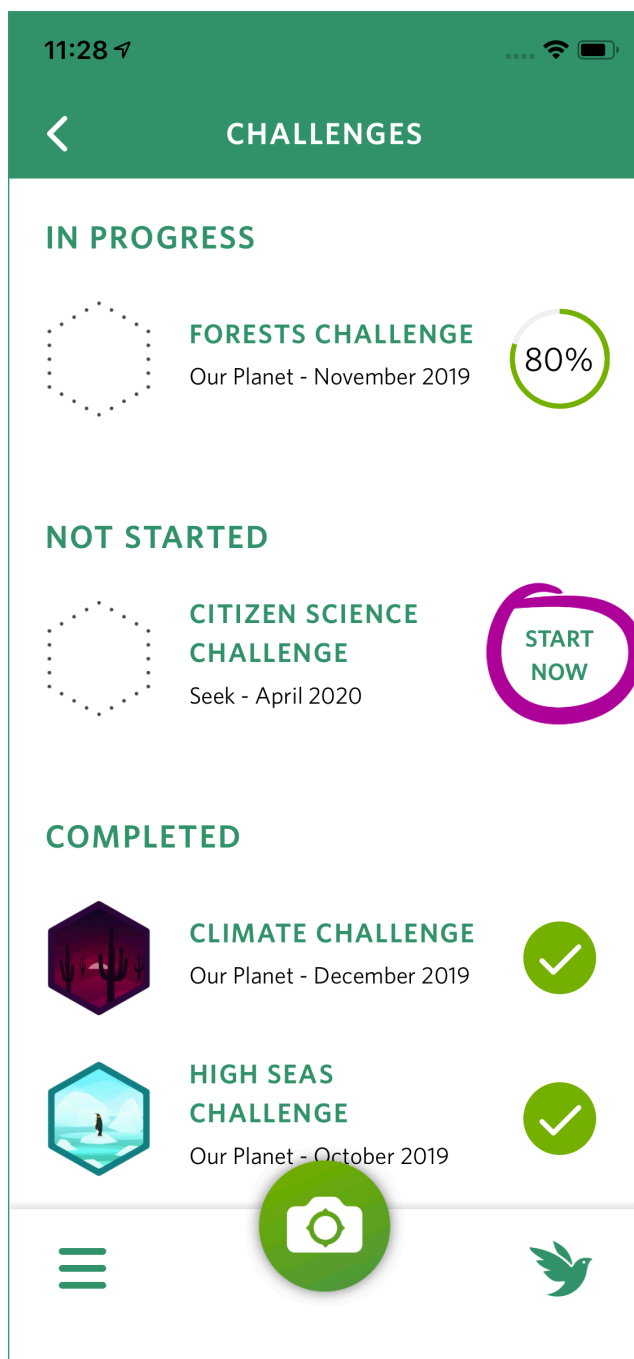 11:28
CHALLENGES
IN PROGRESS
FORESTS CHALLENGE
Our Planet - November 2019
80%
NOT STARTED
CITIZEN SCIENCE
CHALLENGE
Seek - April 2020
START
NOW
COMPLETED
CLIMATE CHALLENGE
Our Planet - December 2019
HIGH SEAS
CHALLENGE
Our Planet - October 2019